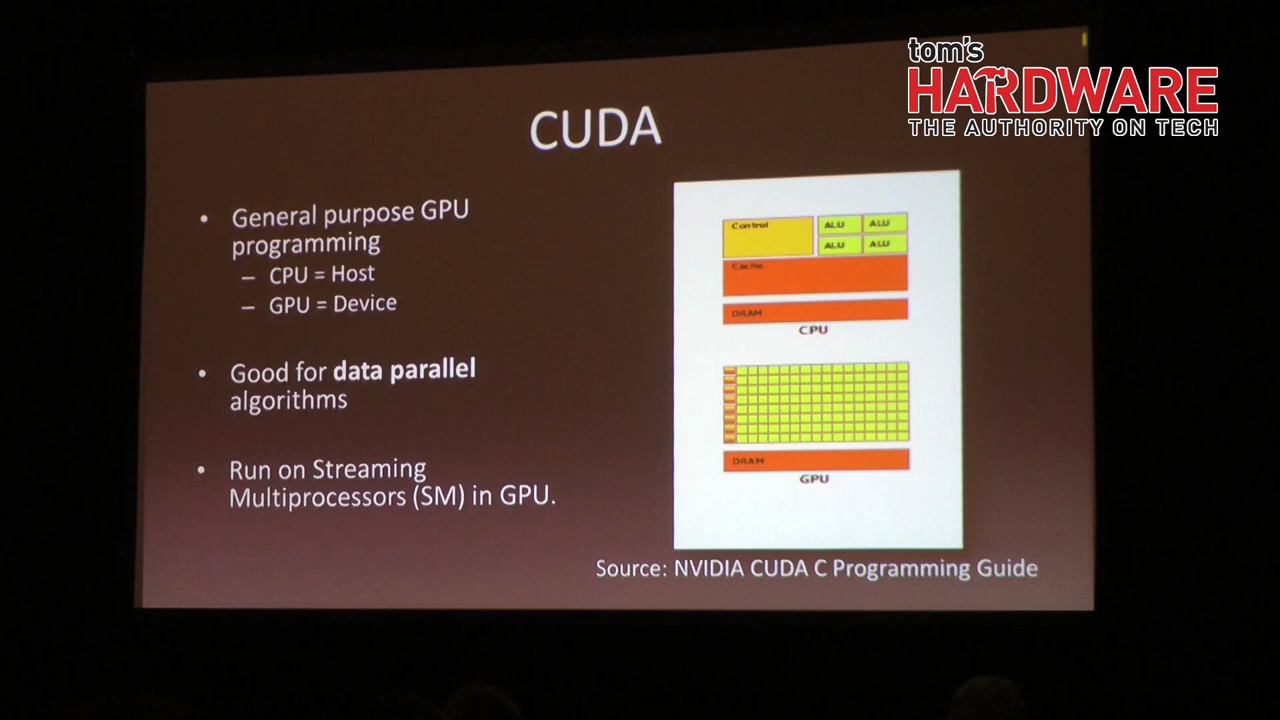 tom's
HARDWARE
THE AUTHORITY ON TECH
CUDA
• General purpose GPU
programming
– CPU = Host
– GPU = Device
• Good for data parallel
algorithms
• Run on Streaming
Multiprocessors (SM) in GPU.
Control
ALU ALU
ALU ALU
Cache
DRAM
CPU
DRAM
GPU
Source: NVIDIA CUDA C Programming Guide